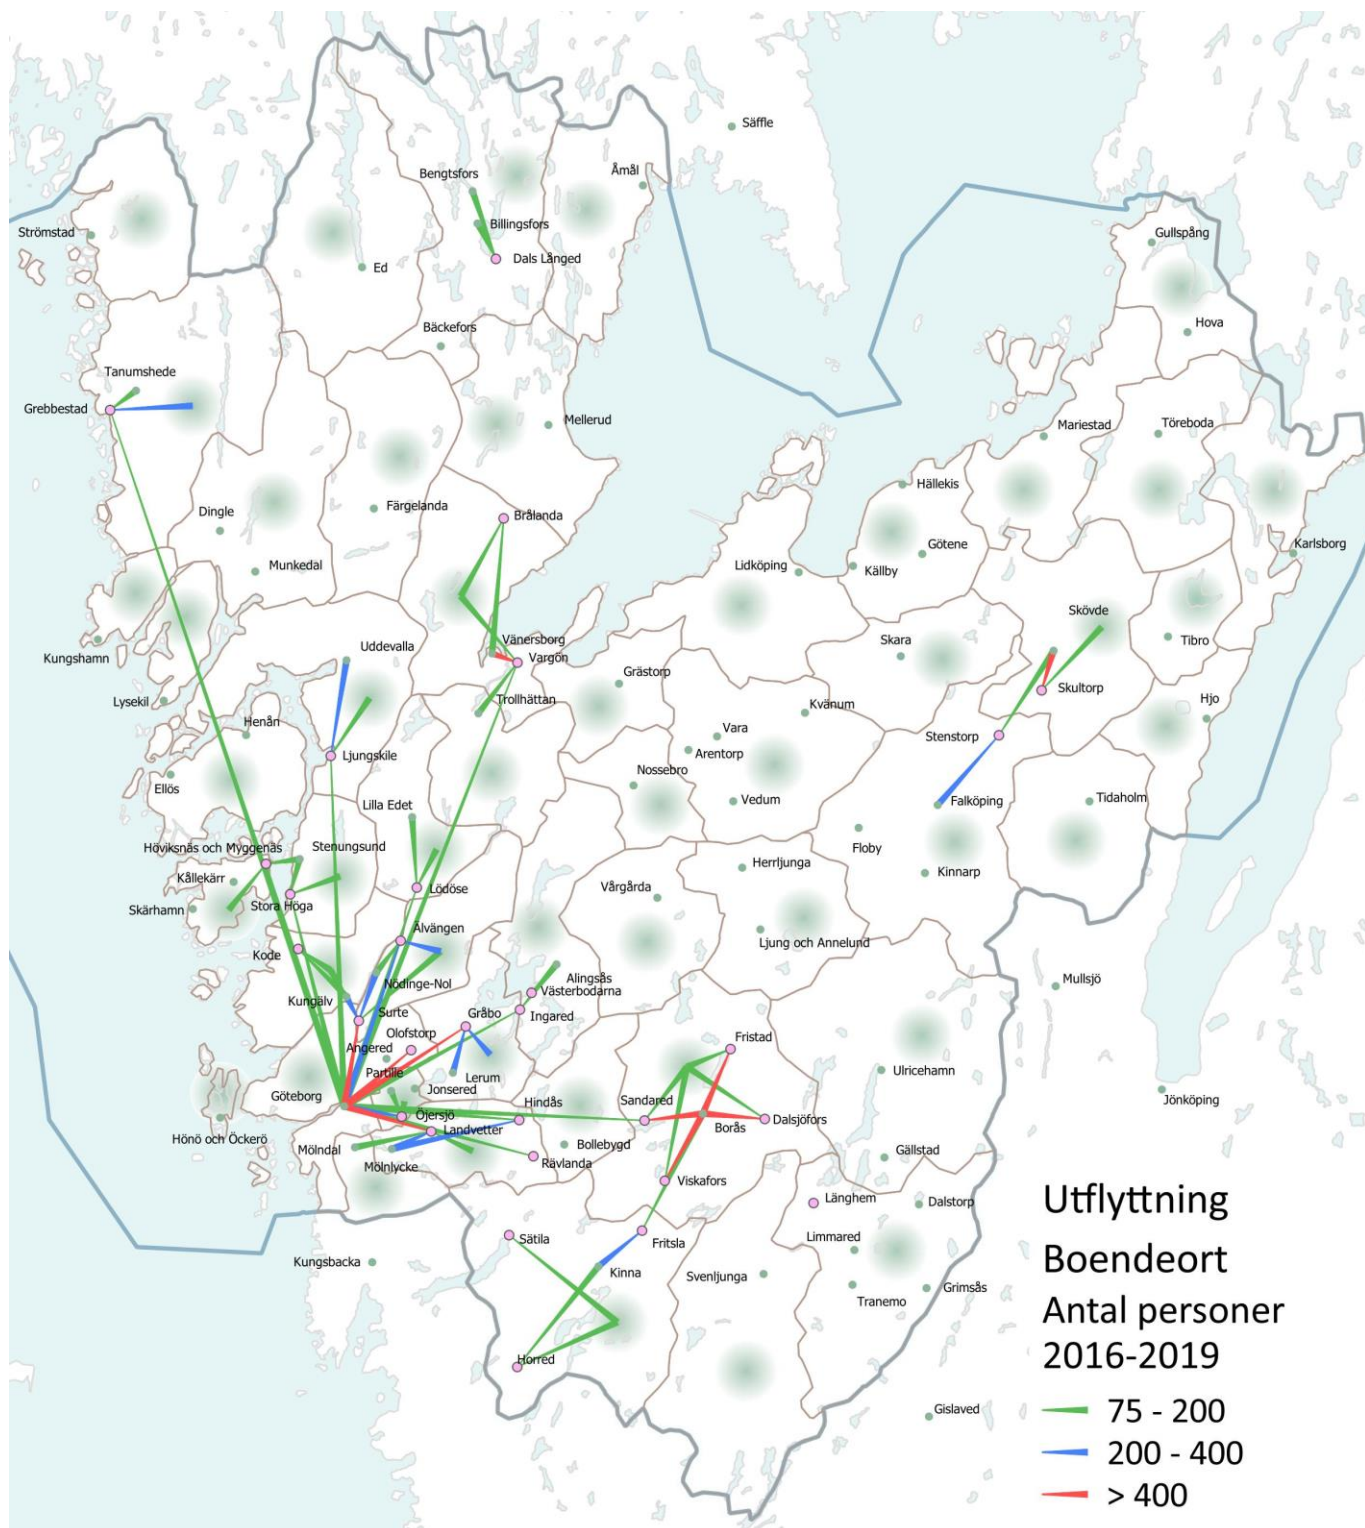 Säffle
Bengtsfors
Åmål
Billingsfors
Strömstad
Gullspång
Dals Långed
Ed
Hova
Bäckefors
Tanumshede
Grebbestad
Mellerud
Mariestad
Töreboda
Hällekis
Dingle
Färgelanda
Brålanda
Karlsborg
Götene
Munkedal
Lidköping
Källby
Skövde
Kungshamn
Uddevalla
Vänersborg
Skara
Tibro
Vargön
Grästorp
Skultorp
Lysekil
Trollhättan
Hjo
Henån
Kvänum
Vara
Stenstorp
Ljungskile
Arentorp
Nossebro
Ellös
Lilla Edet
Vedum
Falköping
Tidaholm
Höviksnäs och Myggenäs
Stenungsund
Floby
Herrljunga
Kållekärr
Lödöse
Vårgårda
Kinnarp
Skärhamn
Stora Höga
Älvängen
Ljung och Annelund
Kode
Alingsås
Mullsjö
Nödinge-Nol
Västerbodarna
Kungälv
Surte
Gråbo
Ingared
Olofstorp
Fristad
Angered
Partille
Lerum
Ulricehamn
Jonsered
Göteborg
Hindås
Sandared
Jönköping
Öjersjö
Hönö och Öckerö
Landvetter
Borås
Dalsjöfors
Mölndal
Bollebygd
Gällstad
Mölnlycke
Rävlanda
Viskafors
Länghem
Dalstorp
Sätila
Fritsla
Limmared
Kungsbacka
Kinna
Svenljunga
Grimsås
Tranemo
Horred
Gislaved
Utflyttning
Boendeort
Antal personer
2016-2019
75 - 200
200 - 400
> 400